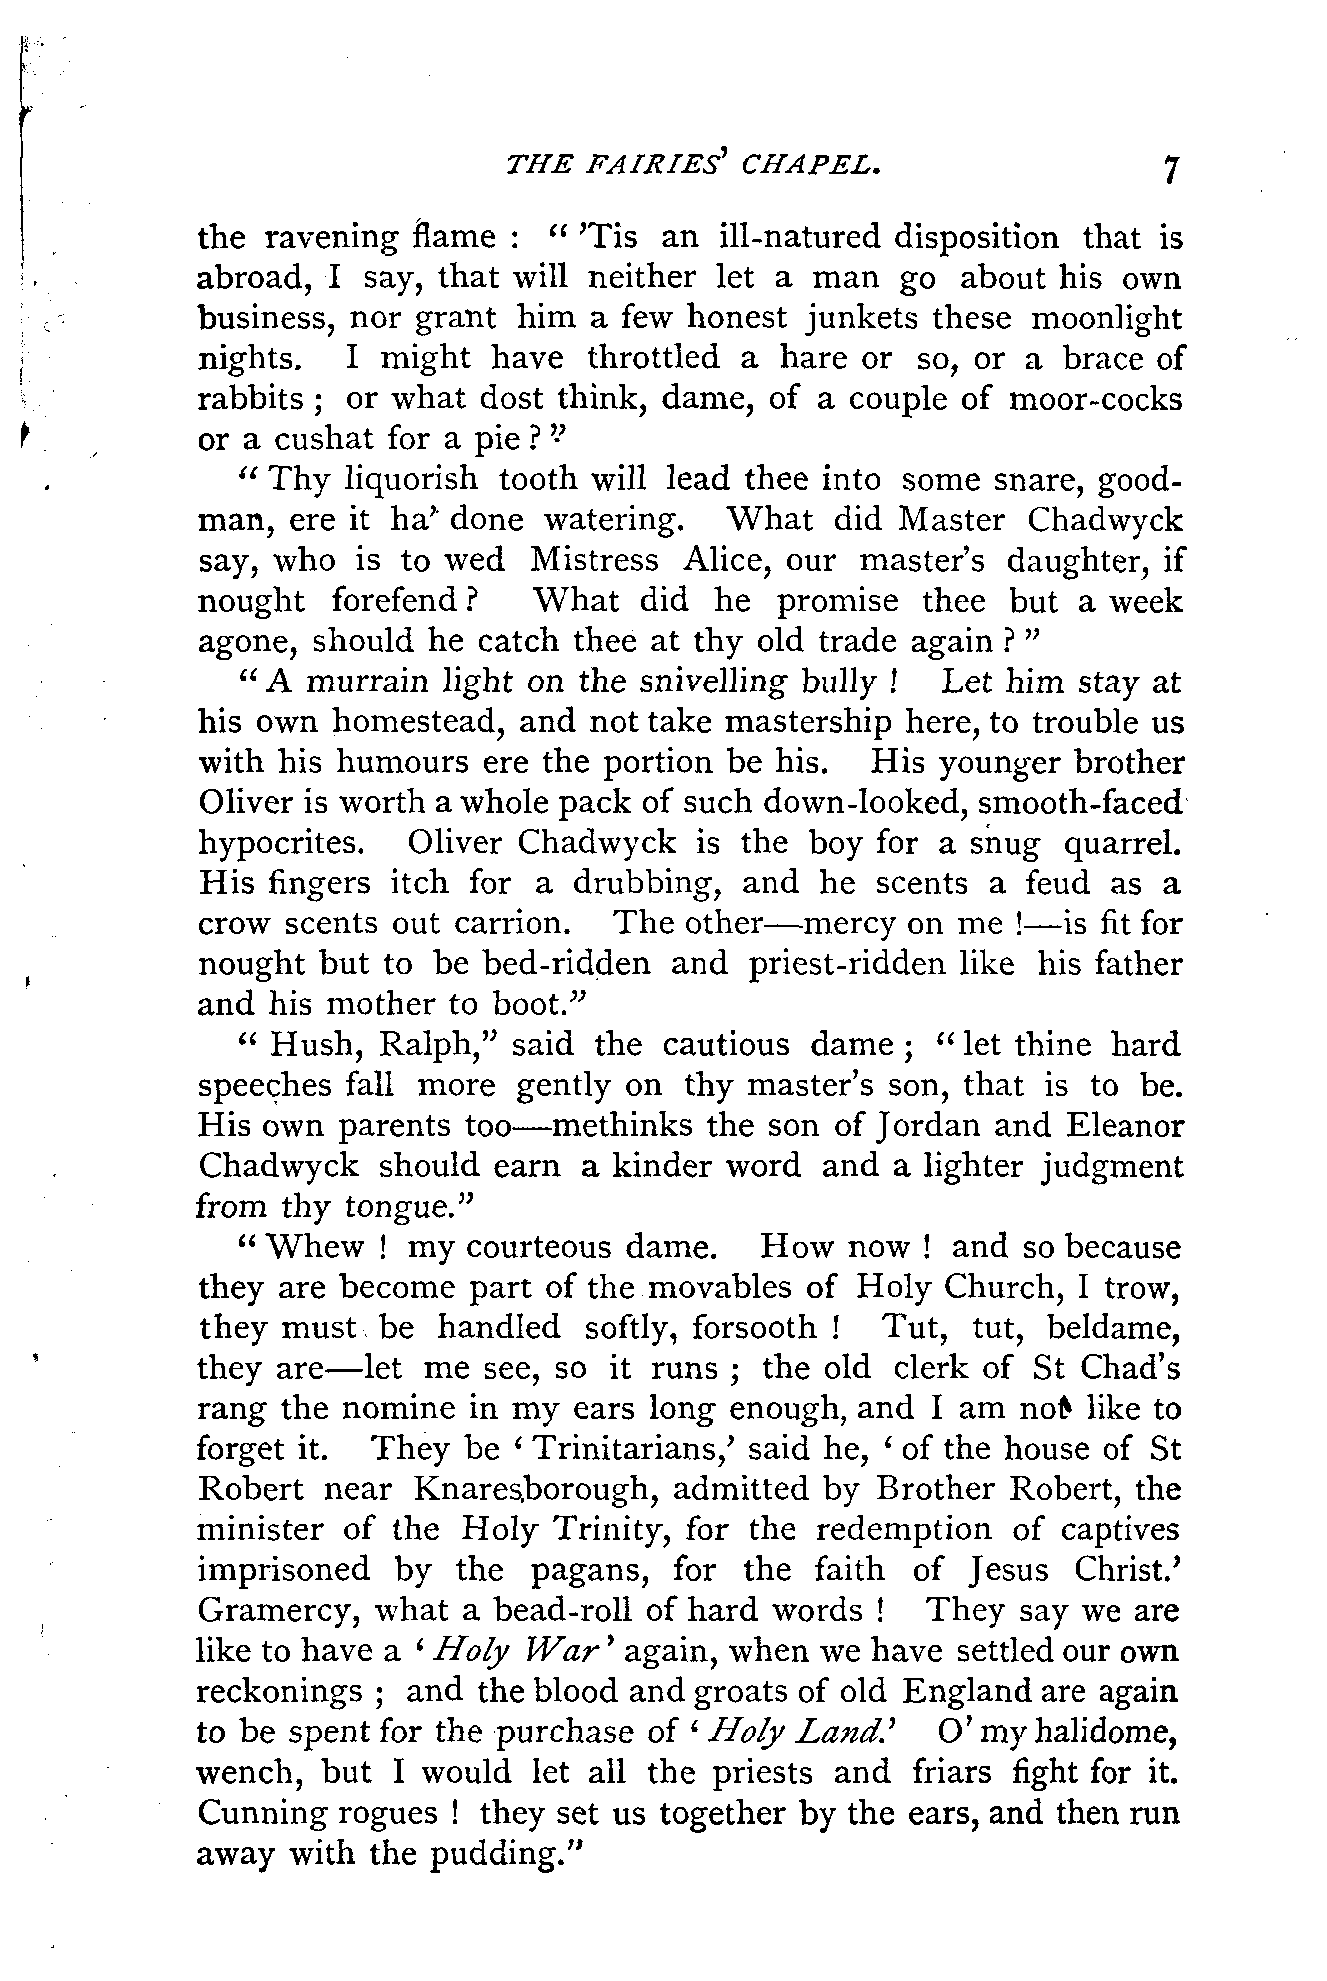 THE FAIRIES' CHAPEL. 7
the ravening flame : " 'Tis an ill-natured disposition that is
abroad, I say, that will neither let a man go about his own
business, nor grant him a few honest junkets these moonlight
nights. I might have throttled a hare or so, or a brace of
rabbits ; or what dost think, dame, of a couple of moor-cocks
or a cushat for a pie ? "
" Thy liquorish tooth will lead thee into some snare, good-
man, ere it ha' done watering. What did Master Chadwyck
say, who is to wed Mistress Alice, our master's daughter, if
nought forefend ? What did he promise thee but a week
agone, should he catch thee at thy old trade again ? "
" A murrain light on the snivelling bully ! Let him stay at
his own homestead, and not take mastership here, to trouble us
with his humours ere the portion be his. His younger brother
Oliver is worth a whole pack of such down-looked, smooth-faced
hypocrites. Oliver Chadwyck is the boy for a snug quarrel.
His fingers itch for a drubbing, and he scents a feud as a
crow scents out carrion. The other—mercy on me !—is fit for
nought but to be bed-ridden and priest-ridden like his father
and his mother to boot."
" Hush, Ralph," said the cautious dame ; " let thine hard
speeches fall more gently on thy master's son, that is to be.
His own parents too—methinks the son of Jordan and Eleanor
Chadwyck should earn a kinder word and a lighter judgment
from thy tongue."
" Whew ! my courteous dame. How now ! and so because
they are become part of the movables of Holy Church, I trow,
they must be handled softly, forsooth ! Tut, tut, beldame,
they are—let me see, so it runs ; the old clerk of St Chad's
rang the nomine in my ears long enough, and I am not like to
forget it. They be ' Trinitarians,' said he, ' of the house of St
Robert near Knaresborough, admitted by Brother Robert, the
minister of the Holy Trinity, for the redemption of captives
imprisoned by the pagans, for the faith of Jesus Christ.'
Gramercy, what a bead-roll of hard words ! They say we are
like to have a ' Holy War ' again, when we have settled our own
reckonings ; and the blood and groats of old England are again
to be spent for the purchase of ' Holy Land.' O' my halidome,
wench, but I would let all the priests and friars fight for it.
Cunning rogues ! they set us together by the ears, and then run
away with the pudding."